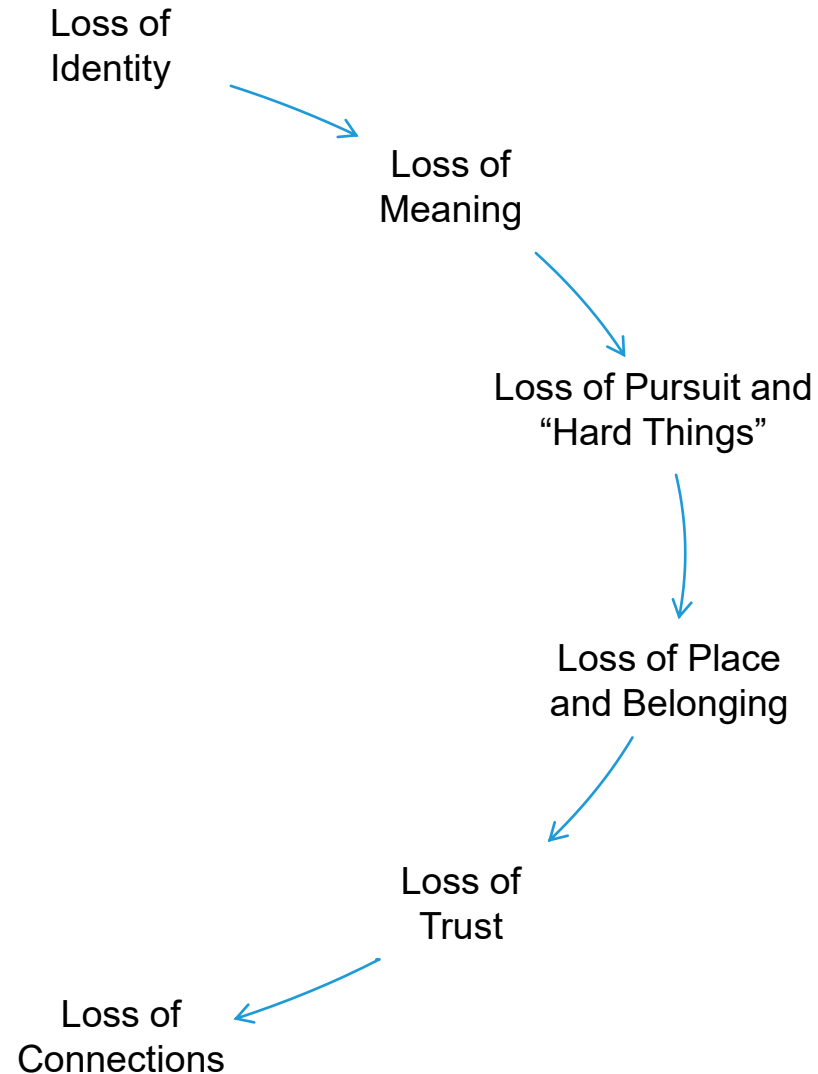 Loss of
Identity
Loss of
Meaning
Loss of Pursuit and
“Hard Things”
Loss of Place
and Belonging
Loss of
Trust
Loss of
Connections